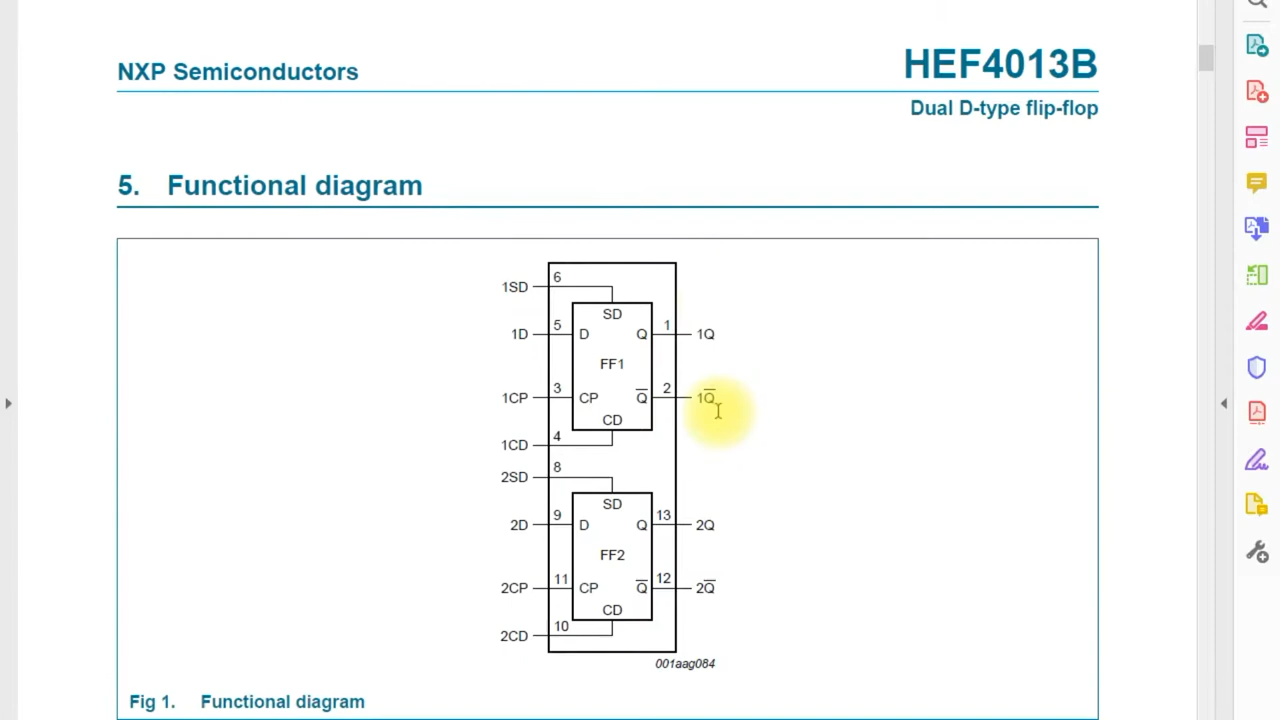 NXP Semiconductors
HEF4013B
Dual D-type flip-flop
5. Functional diagram
6
1SD
SD
1D
5
D
Q
1
1Q
FF1
1CP
3
CP
Q̅
2
1Q̅
CD
4
1CD
8
2SD
SD
2D
9
D
Q
13
2Q
FF2
2CP
11
CP
Q̅
12
2Q̅
CD
10
2CD
001aag084
Fig 1. Functional diagram